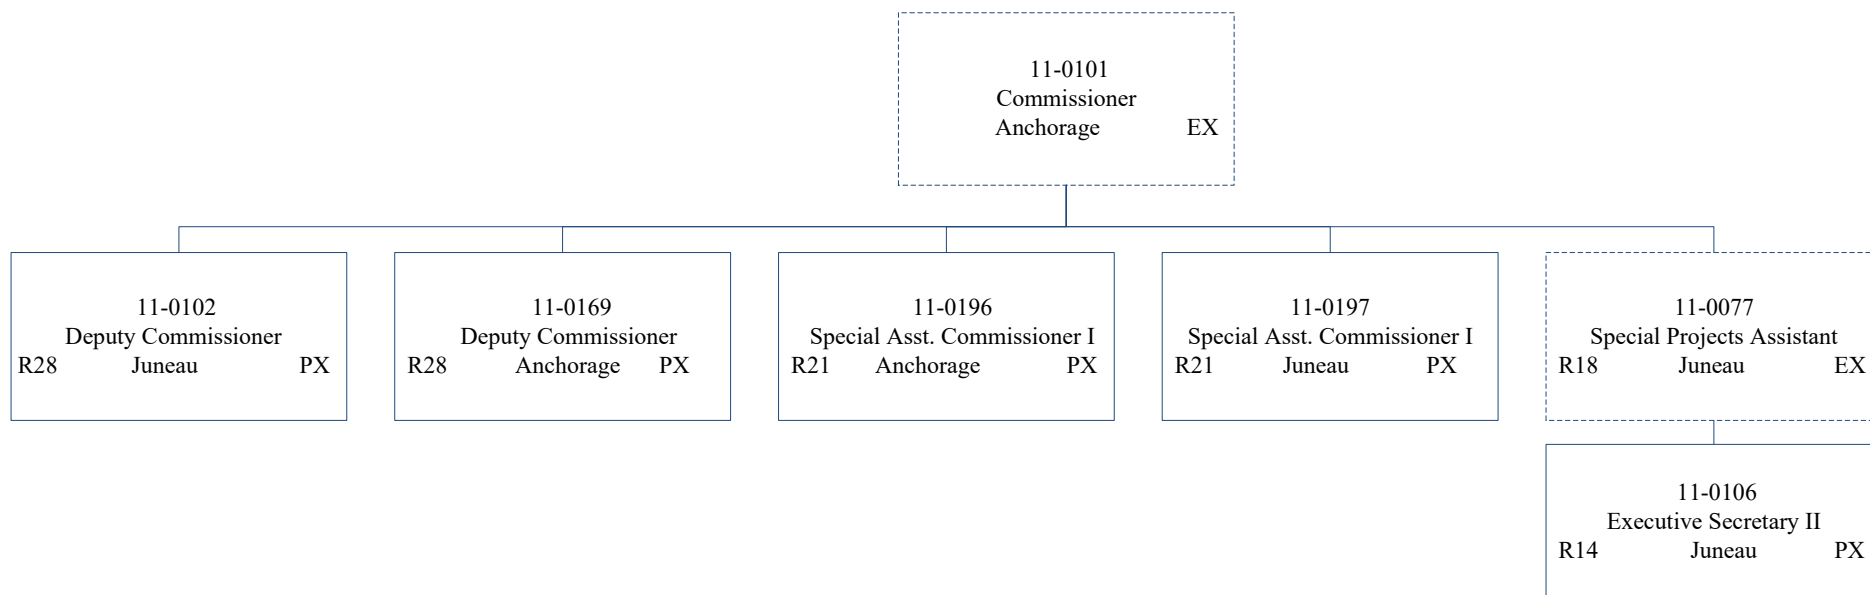 11-0101
Commissioner
Anchorage EX
11-0102
Deputy Commissioner
R28 Juneau PX
11-0169
Deputy Commissioner
R28 Anchorage PX
11-0196
Special Asst. Commissioner I
R21 Anchorage PX
11-0197
Special Asst. Commissioner I
R21 Juneau PX
11-0077
Special Projects Assistant
R18 Juneau EX
11-0106
Executive Secretary II
R14 Juneau PX